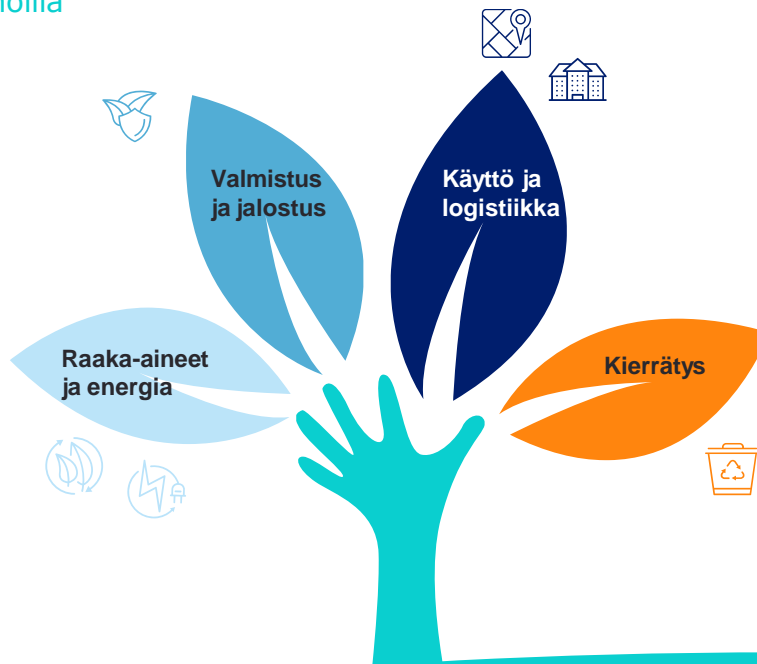 Käyttö ja
logistiikka
Valmistus
ja jalostus
Raaka-aineet
ja energia
Kierrätys